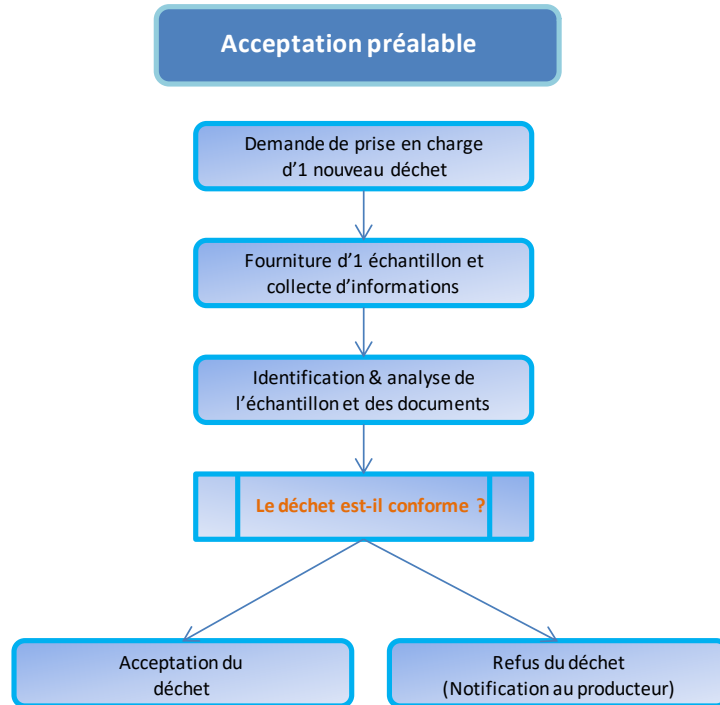 Acceptation préalable
Demande de prise en charge
d'1 nouveau déchet
Fourniture d'1 échantillon et
collecte d'informations
Identification & analyse de
l'échantillon et des documents
Le déchet est-il conforme ?
Acceptation du
déchet
Refus du déchet
(Notification au producteur)